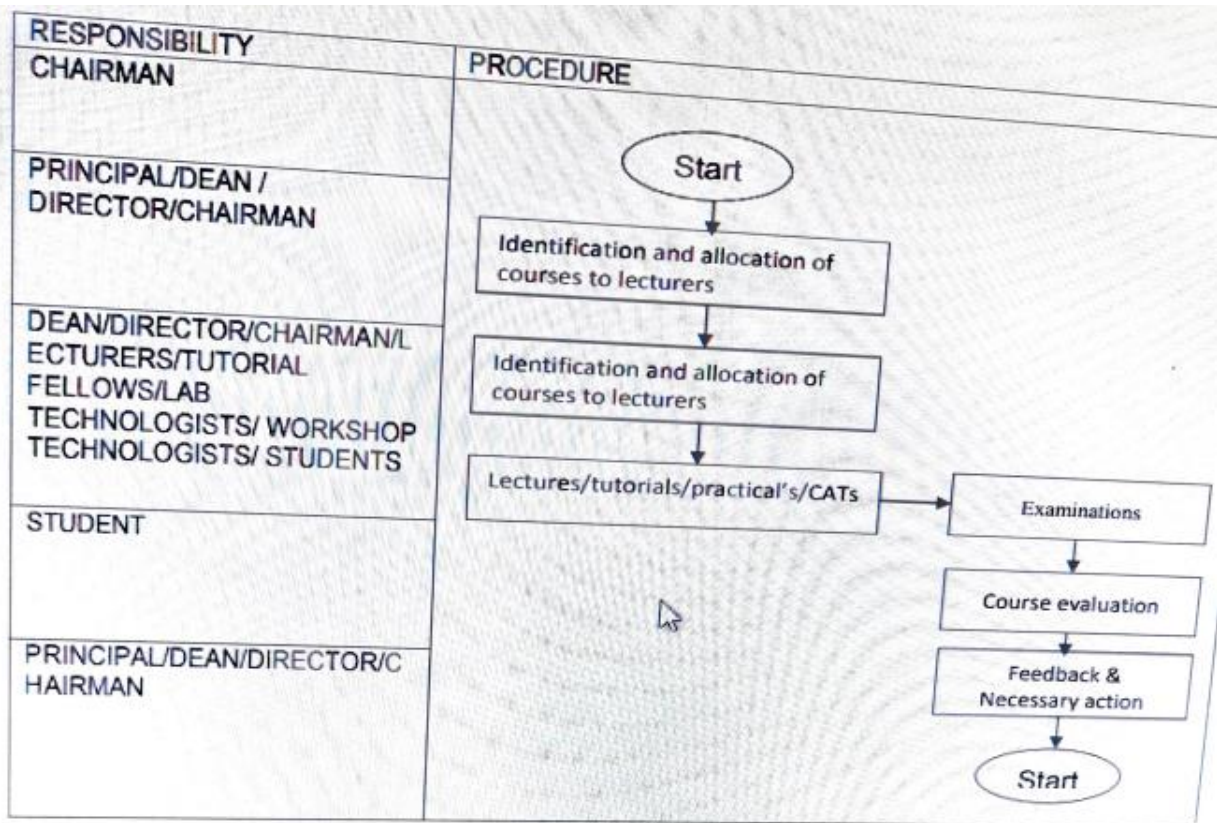 RESPONSIBILITY
CHAIRMAN
PRINCIPAL/DEAN /
DIRECTOR/CHAIRMAN
DEAN/DIRECTOR/CHAIRMAN/L
ECTURERS/TUTORIAL
FELLOWS/LAB
TECHNOLOGISTS/ WORKSHOP
TECHNOLOGISTS/ STUDENTS
STUDENT
PRINCIPAL/DEAN/DIRECTOR/C
HAIRMAN
PROCEDURE
Start
Identification and allocation of
courses to lecturers
Identification and allocation of
courses to lecturers
Lectures/tutorials/practical's/CATs
Examinations
Course evaluation
Feedback &
Necessary action
Start